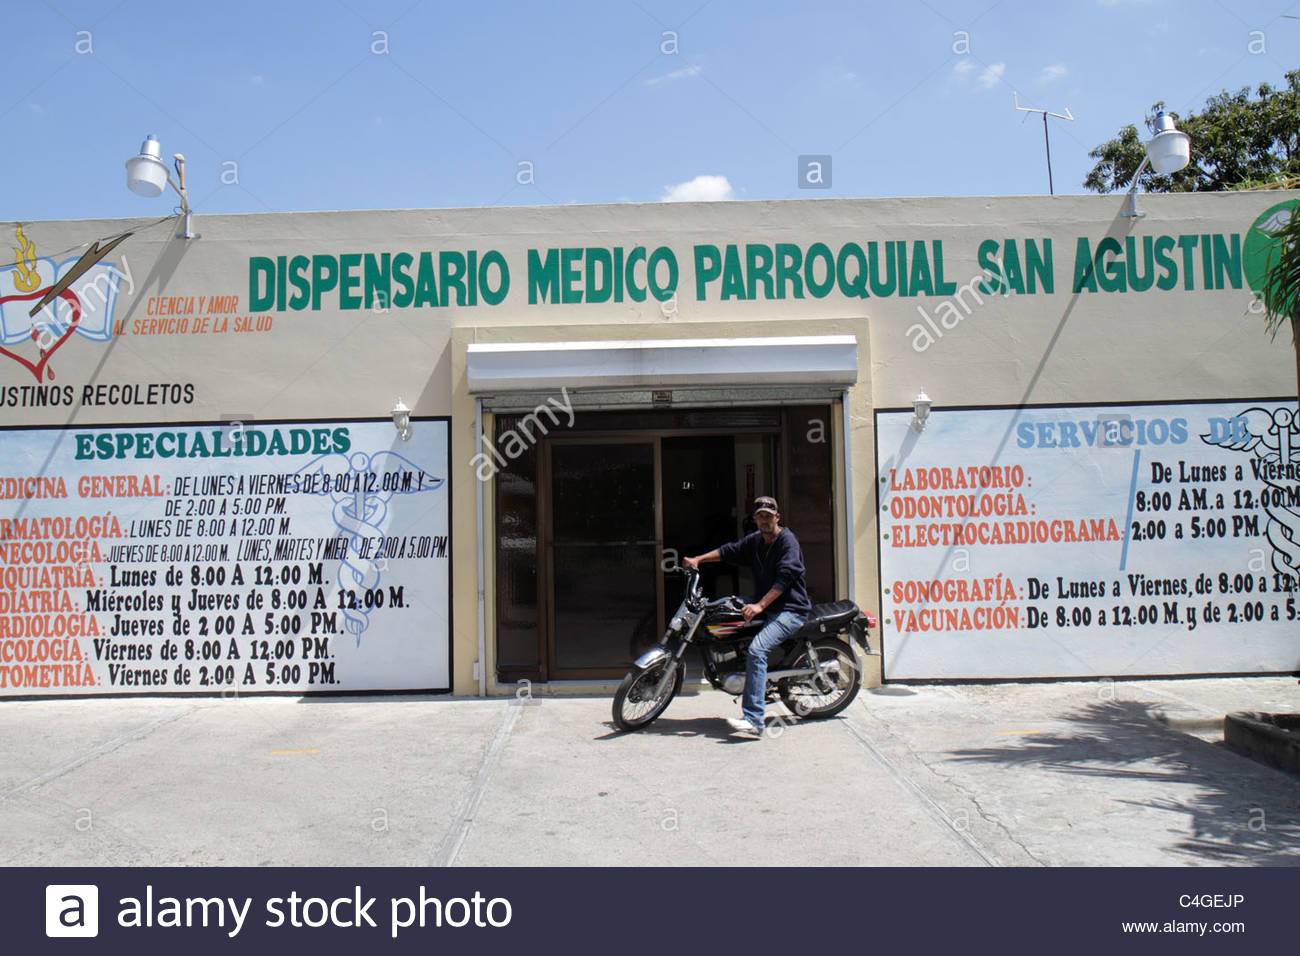 DISPENSARIO MEDICO PARROQUIAL SAN AGUSTIN
CIENCIA Y AMOR
AL SERVICIO DE LA SALUD
USTINOS RECOLETOS
ESPECIALIDADES
EDICINA GENERAL: DE LUNES A VIERNES DE 8:00 A 12.00 M. Y
DE 2:00 A 5:00 PM.
RMATOLOGÍA: LUNES DE 8:00 A 12:00 M.
NECOLOGÍA: JUEVES DE 8:00 A 12.00 M. LUNES, MARTES Y MIER. DE 2:00 A 5:00 PM.
IQUIATRÍA: Lunes de 8:00 A 12:00 M.
DIATRÍA: Miércoles y Jueves de 8:00 A 12:00 M.
RDIOLOGÍA: Jueves de 2 00 A 5:00 PM.
ICOLOGÍA: Viernes de 8:00 A 12:00 PM.
TOMETRÍA: Viernes de 2:00 A 5:00 PM.
SERVICIOS DE
LABORATORIO:
ODONTOLOGÍA:
ELECTROCARDIOGRAMA:
De Lunes a Vierne
8:00 AM. a 12:00 M
2:00 a 5:00 PM.
SONOGRAFÍA: De Lunes a Viernes, de 8:00 a 12:0
VACUNACIÓN: De 8:00 a 12:00 M. y de 2:00 a 5:
alamy
alamy
alamy
alamy
a alamy stock photo
C4GEJP
www.alamy.com